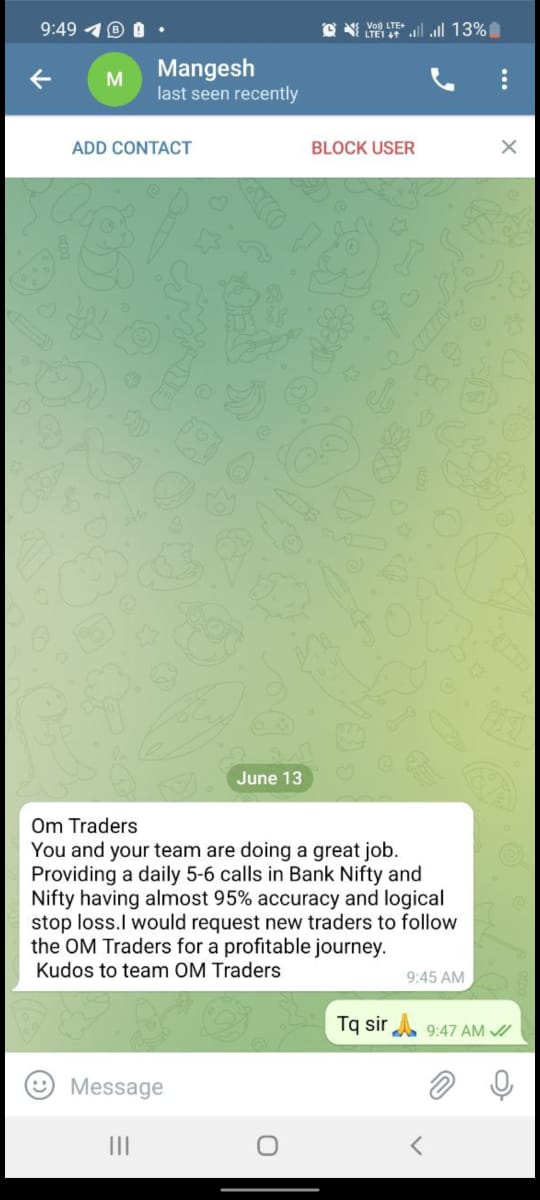 9:49
Vo)) LTE+
LTE1
13%
M
Mangesh
last seen recently
ADD CONTACT
BLOCK USER
June 13
Om Traders
You and your team are doing a great job.
Providing a daily 5-6 calls in Bank Nifty and
Nifty having almost 95% accuracy and logical
stop loss.I would request new traders to follow
the OM Traders for a profitable journey.
Kudos to team OM Traders
9:45 AM
Tq sir 🙏 9:47 AM
Message